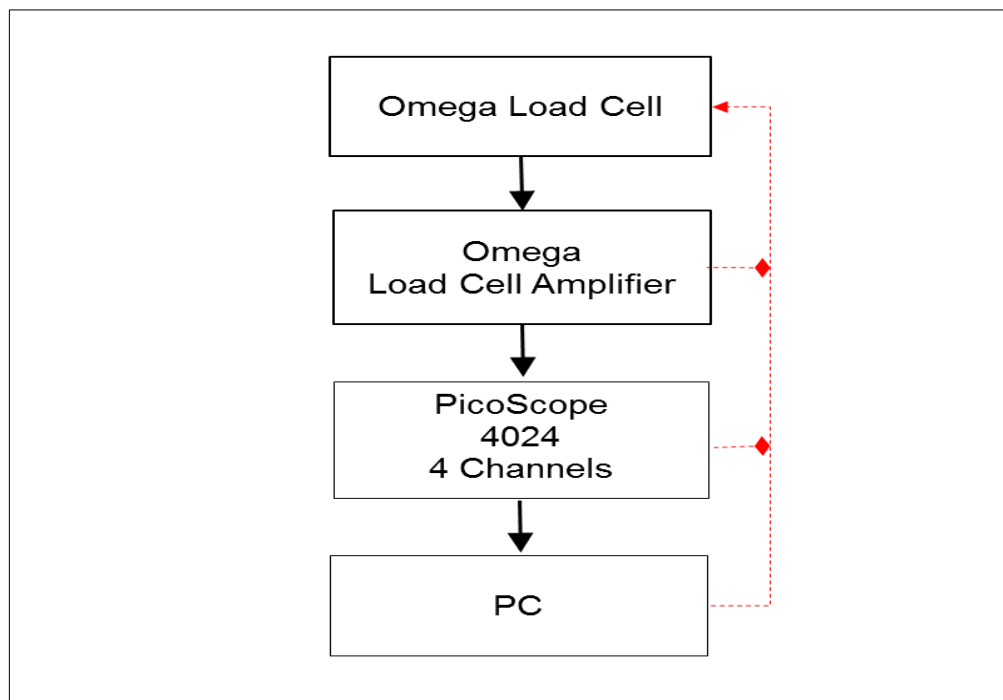 Omega Load Cell
Omega
Load Cell Amplifier
PicoScope
4024
4 Channels
PC